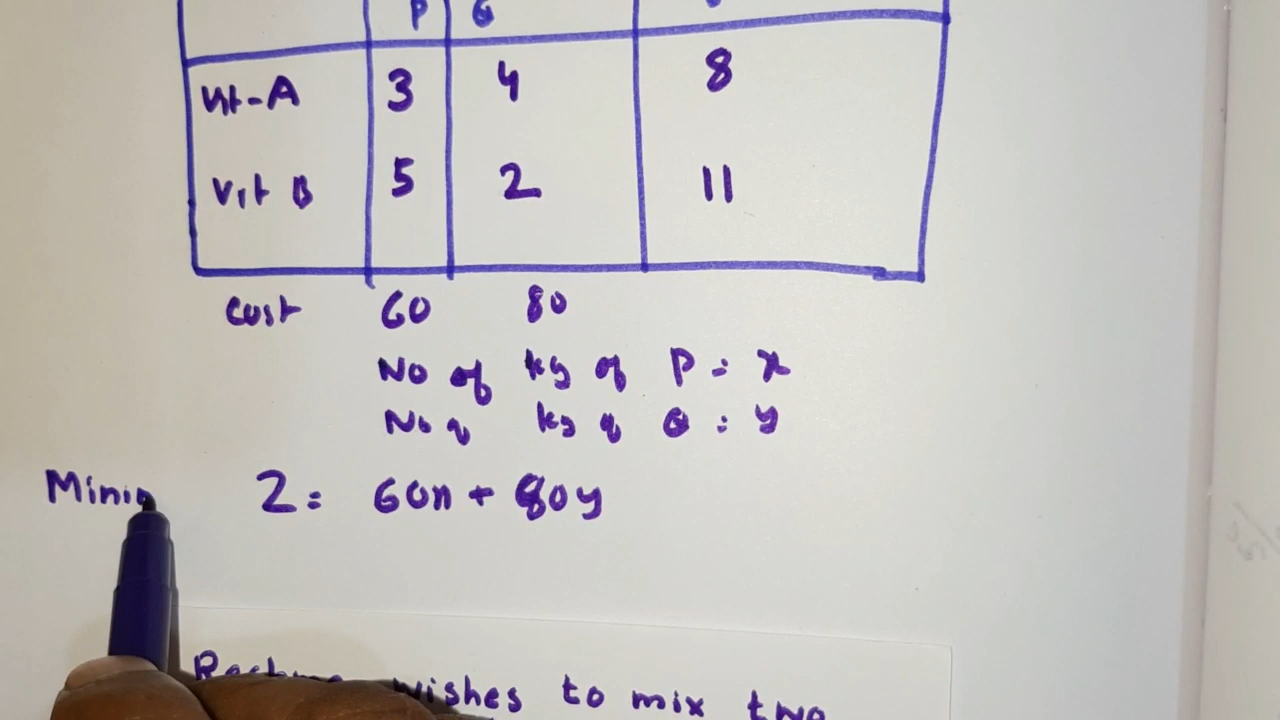 P Q
Vit-A 3 4 8
Vit B 5 2 11
Cost 60 80
No of kg of P = x
No of kg of Q = y
Minim Z = 60x + 80y
wishes to mix two